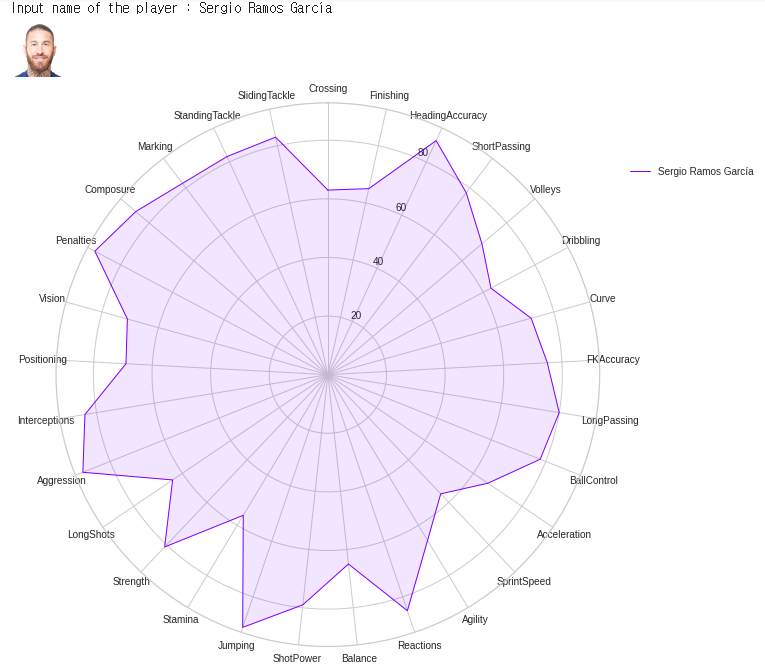 Input name of the player : Sergio Ramos García
Crossing
SlidingTackle
Finishing
StandingTackle
HeadingAccuracy
Marking
ShortPassing
80
Sergio Ramos García
Composure
Volleys
60
Penalties
Dribbling
40
Vision
Curve
20
Positioning
FKAccuracy
Interceptions
LongPassing
Aggression
BallControl
LongShots
Acceleration
Strength
SprintSpeed
Stamina
Agility
Jumping
Reactions
ShotPower
Balance